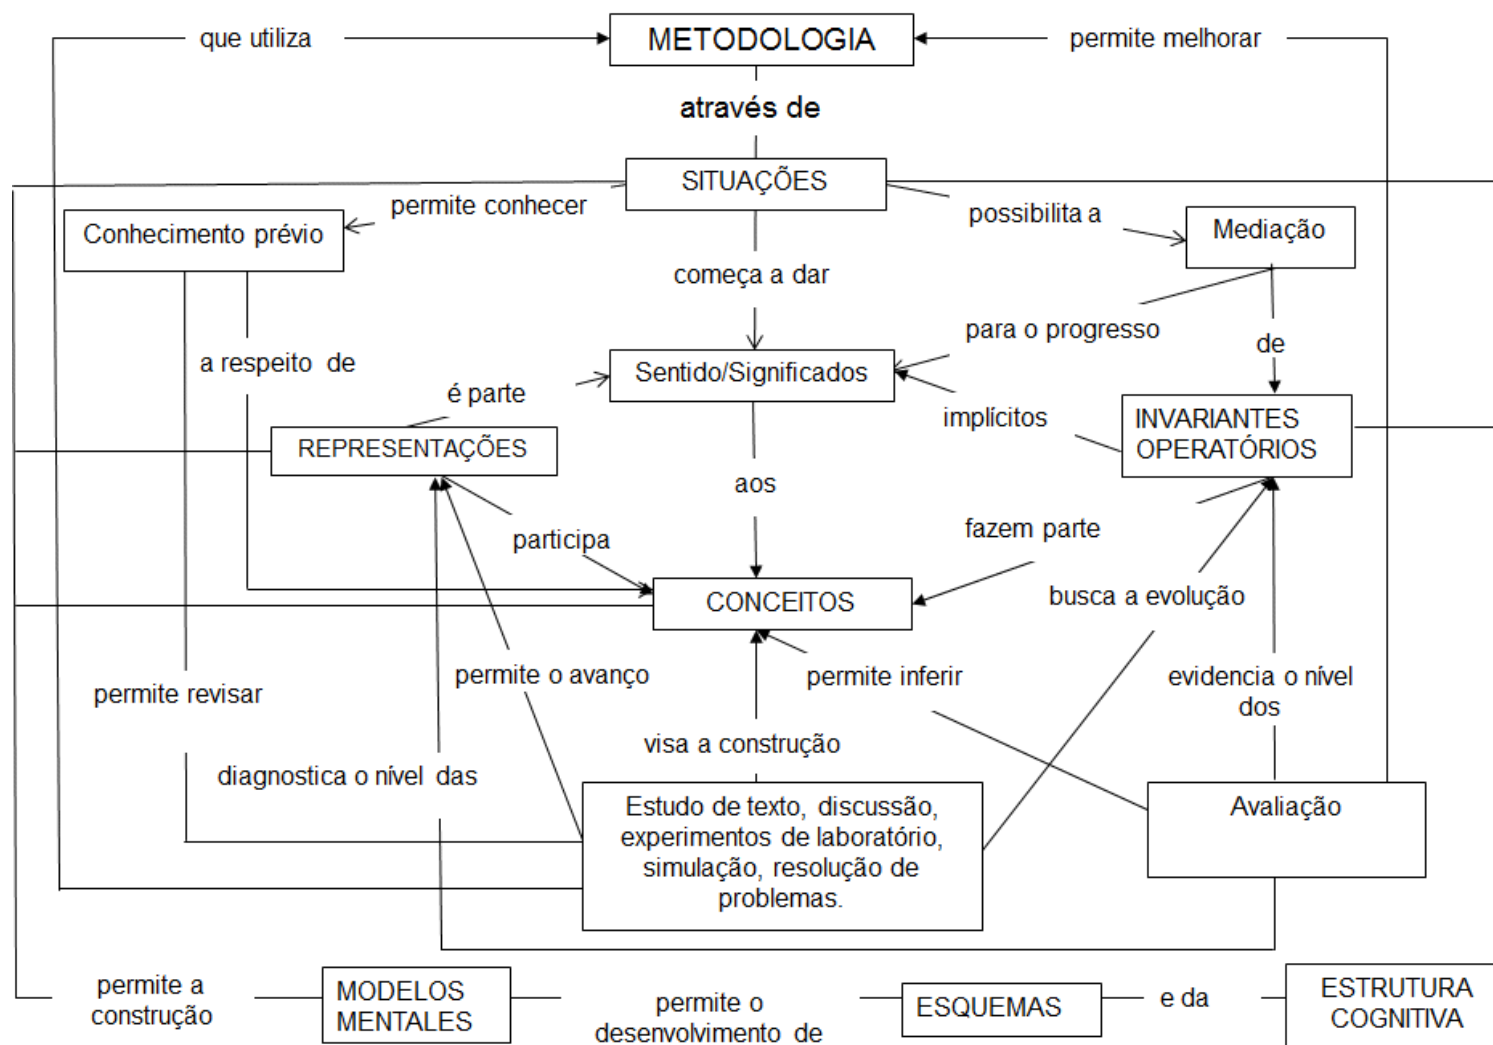 que utiliza
METODOLOGIA
permite melhorar
através de
SITUAÇÕES
permite conhecer
possibilita a
Conhecimento prévio
Mediação
começa a dar
para o progresso
de
a respeito de
Sentido/Significados
é parte
implícitos
INVARIANTES
OPERATÓRIOS
REPRESENTAÇÕES
aos
participa
fazem parte
CONCEITOS
busca a evolução
permite o avanço
permite inferir
evidencia o nível
dos
permite revisar
visa a construção
diagnostica o nível das
Estudo de texto, discussão,
experimentos de laboratório,
simulação, resolução de
problemas.
Avaliação
permite a
construção
MODELOS
MENTALES
permite o
desenvolvimento de
ESQUEMAS
e da
ESTRUTURA
COGNITIVA